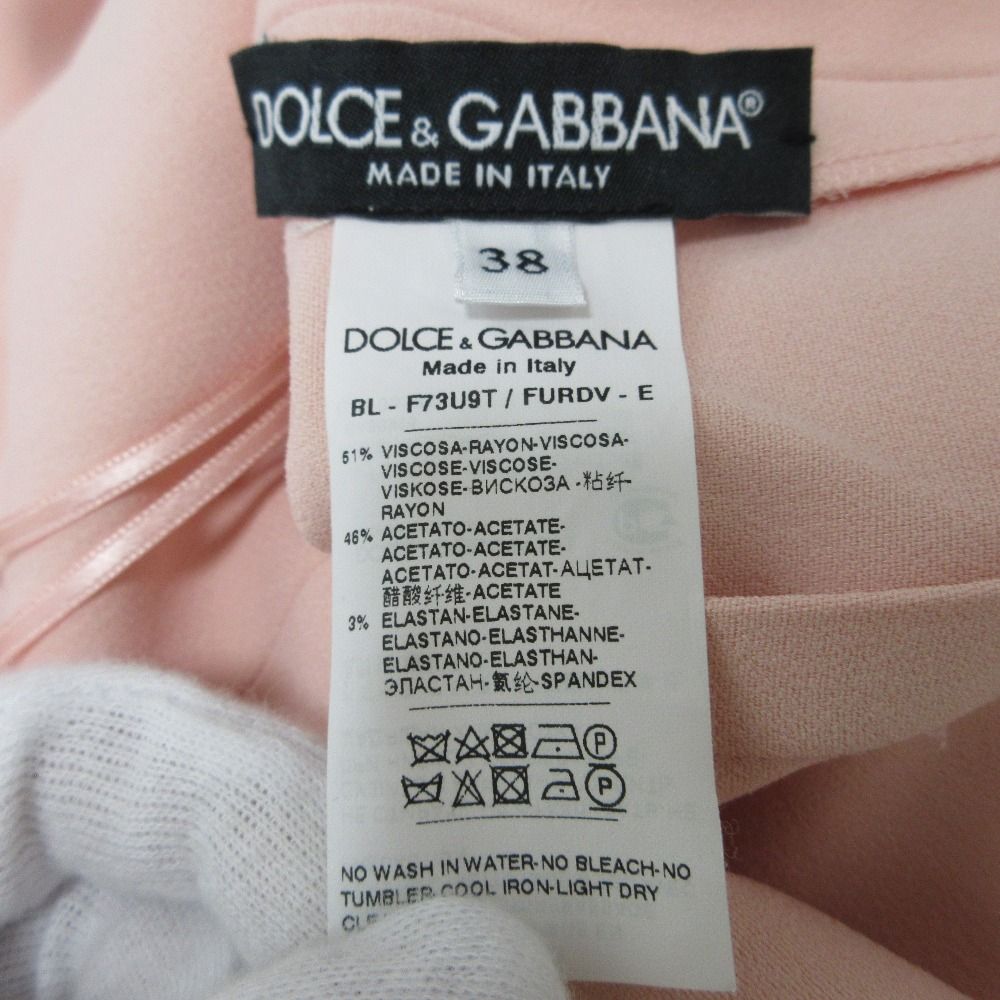 DOLCE & GABBANA®
MADE IN ITALY
38
DOLCE & GABBANA
Made in Italy
BL - F73U9T / FURDV - E
51% VISCOSA-RAYON-VISCOSA-
VISCOSE-VISCOSE-
VISKOSE-ВИСКОЗА -粘纤-
RAYON
46% ACETATO-ACETATE-
ACETATO-ACETATE-
ACETATO-ACETAT-АЦЕТАТ-
醋酸纤维-ACETATE
3% ELASTAN-ELASTANE-
ELASTANO-ELASTHANNE-
ELASTANO-ELASTHAN-
ЭЛАСТАН-氨纶-SPANDEX
P
P
NO WASH IN WATER-NO BLEACH-NO
TUMBLER-COOL IRON-LIGHT DRY